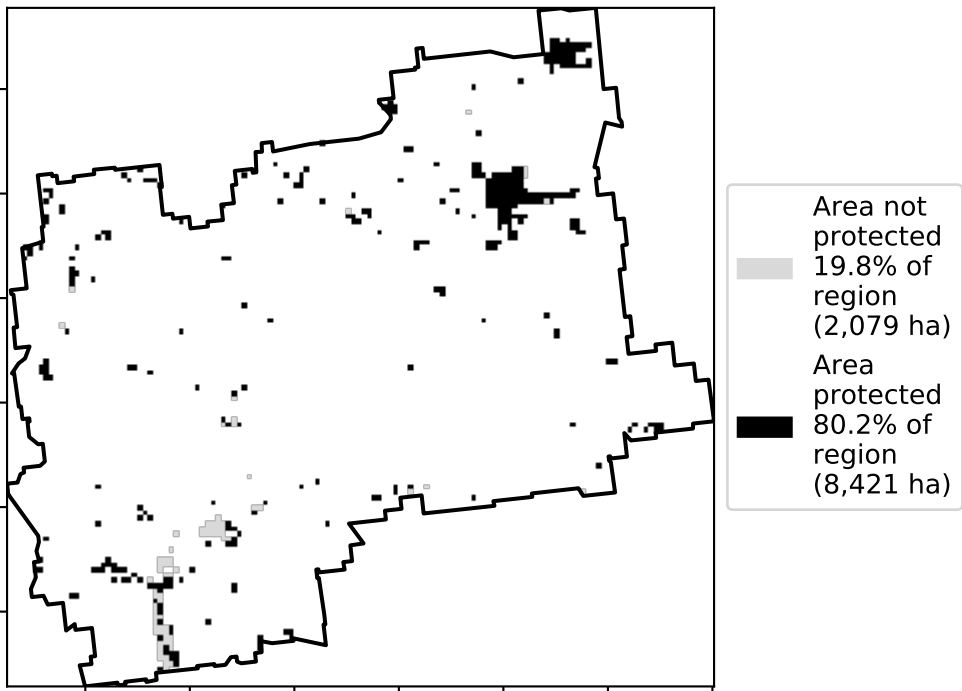 Area not
protected
19.8% of
region
(2,079 ha)
Area
protected
80.2% of
region
(8,421 ha)